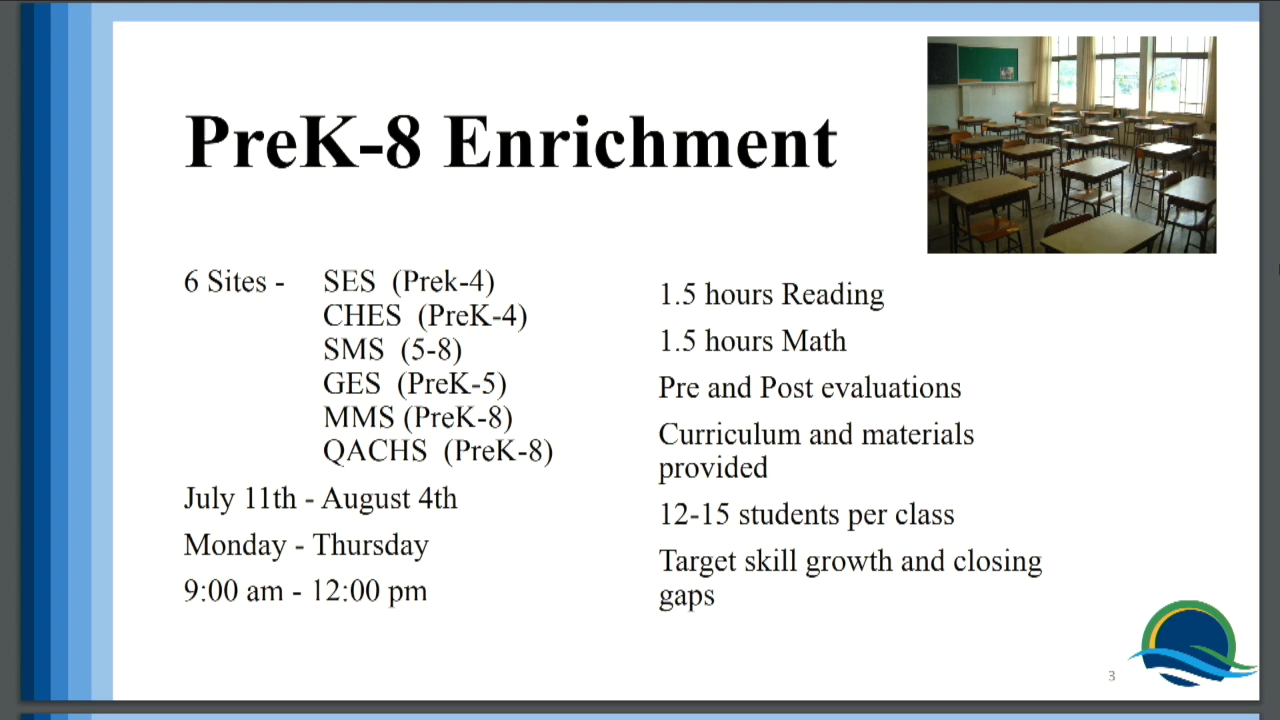 PreK-8 Enrichment
6 Sites - SES (Prek-4)
CHES (PreK-4)
SMS (5-8)
GES (PreK-5)
MMS (PreK-8)
QACHS (PreK-8)
July 11th - August 4th
Monday - Thursday
9:00 am - 12:00 pm
1.5 hours Reading
1.5 hours Math
Pre and Post evaluations
Curriculum and materials
provided
12-15 students per class
Target skill growth and closing
gaps
3